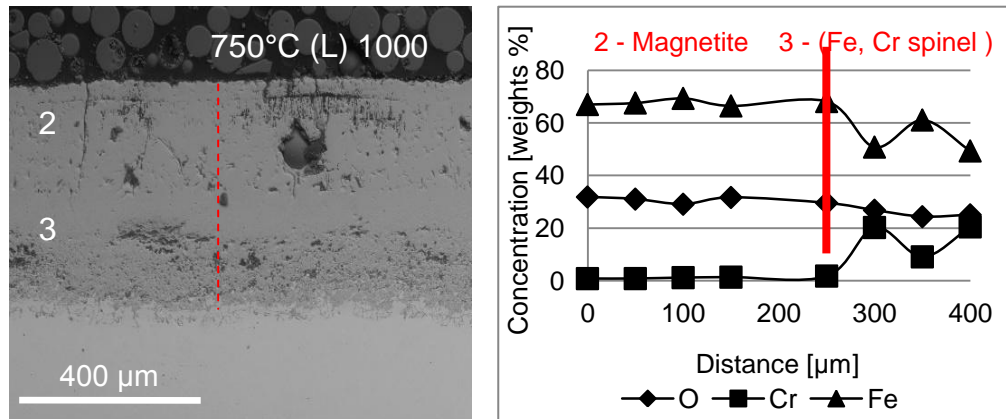 750°C (L) 1000
2
3
400 µm
2 - Magnetite 3 - (Fe, Cr spinel )
Concentration [weights %]
80
60
40
20
0
0 100 200 300 400
Distance [µm]
O Cr Fe